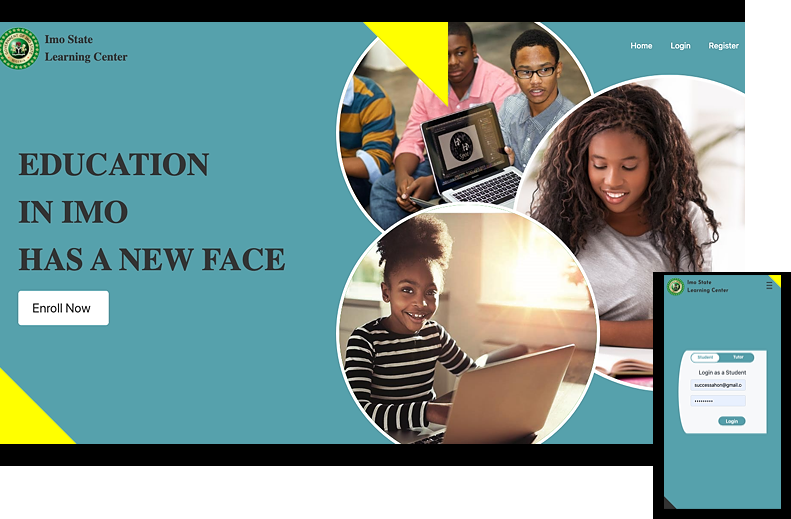 Imo State
Learning Center
Home Login Register
EDUCATION
IN IMO
HAS A NEW FACE
Enroll Now
Imo State
Learning Center
Student Tutor
Login as a Student
successahon@gmail.c
Login